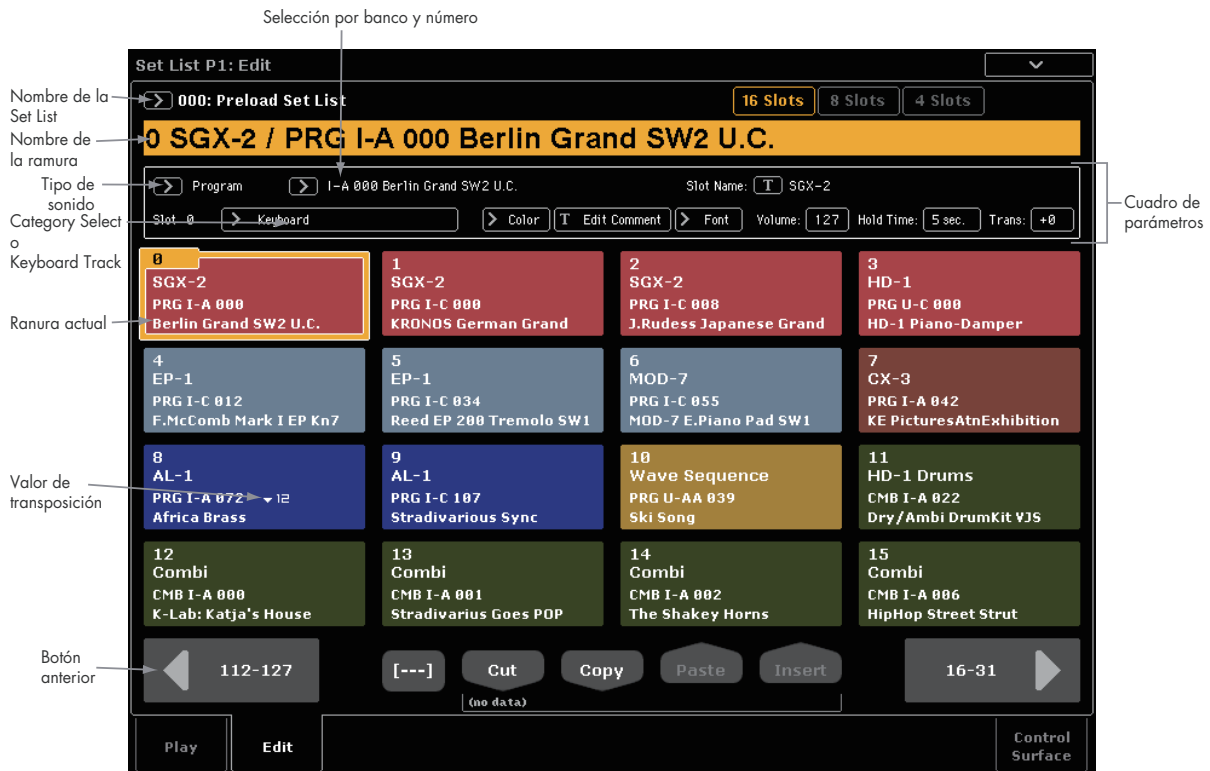 Selección por banco y número
Set List P1: Edit
Nombre de la
Set List
000: Preload Set List
16 Slots
8 Slots
4 Slots
Nombre de
la ramura
0 SGX-2 / PRG I-A 000 Berlin Grand SW2 U.C.
Tipo de
sonido
Program
I-A 000 Berlin Grand SW2 U.C.
Slot Name: T SGX-2
Category Select
o
Keyboard Track
Slot 0
Keyboard
Color
T Edit Comment
Font
Volume: 127
Hold Time: 5 sec.
Trans: +0
Cuadro de
parámetros
Ranura actual
0
SGX-2
PRG I-A 000
Berlin Grand SW2 U.C.
1
SGX-2
PRG I-C 000
KRONOS German Grand
2
SGX-2
PRG I-C 008
J.Rudess Japanese Grand
3
HD-1
PRG U-C 000
HD-1 Piano-Damper
4
EP-1
PRG I-C 012
F.McComb Mark I EP Kn7
5
EP-1
PRG I-C 034
Reed EP 200 Tremolo SW1
6
MOD-7
PRG I-C 055
MOD-7 E.Piano Pad SW1
7
CX-3
PRG I-A 042
KE PicturesAtnExhibition
Valor de
transposición
8
AL-1
PRG I-A 072 12
Africa Brass
9
AL-1
PRG I-C 107
Stradivarious Sync
10
Wave Sequence
PRG U-AA 039
Ski Song
11
HD-1 Drums
CMB I-A 022
Dry/Ambi DrumKit VJS
12
Combi
CMB I-A 000
K-Lab: Katja's House
13
Combi
CMB I-A 001
Stradivarius Goes POP
14
Combi
CMB I-A 002
The Shakey Horns
15
Combi
CMB I-A 006
HipHop Street Strut
Botón
anterior
112-127
[---]
Cut
Copy
Paste
Insert
16-31
(no data)
Play
Edit
Control
Surface